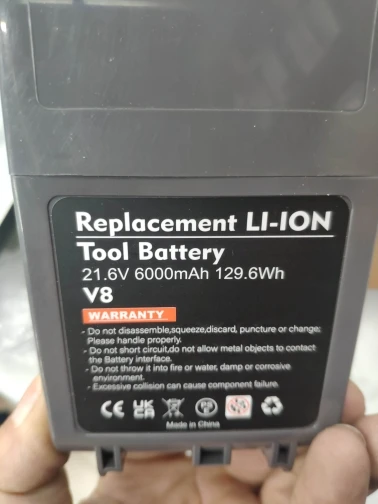 Replacement LI-ION
Tool Battery
21.6V 6000mAh 129.6Wh
V8
WARRANTY
- Do not disassemble,squeeze,discard, puncture or change;
Please handle properly.
- Do not short circuit,do not allow metal objects to contact
the Battery interface.
- Do not throw it into fire or water, damp or corrosive
environment.
- Excessive collision can cause component failure.
CE UK CA
Made in China